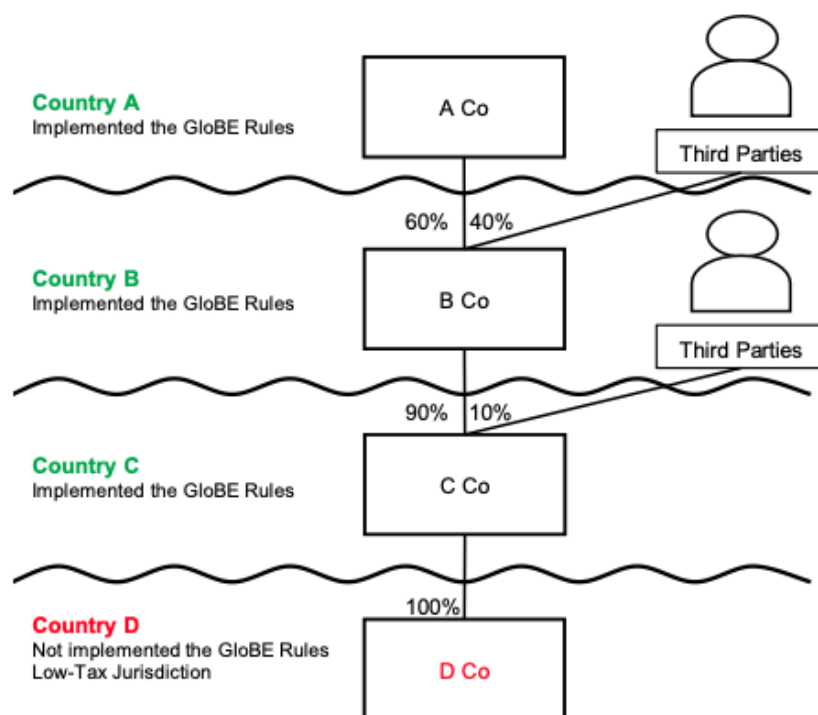 Country A
Implemented the GloBE Rules
A Co
Third Parties
60%
40%
Country B
Implemented the GloBE Rules
B Co
Third Parties
90%
10%
Country C
Implemented the GloBE Rules
C Co
100%
Country D
Not implemented the GloBE Rules
Low-Tax Jurisdiction
D Co